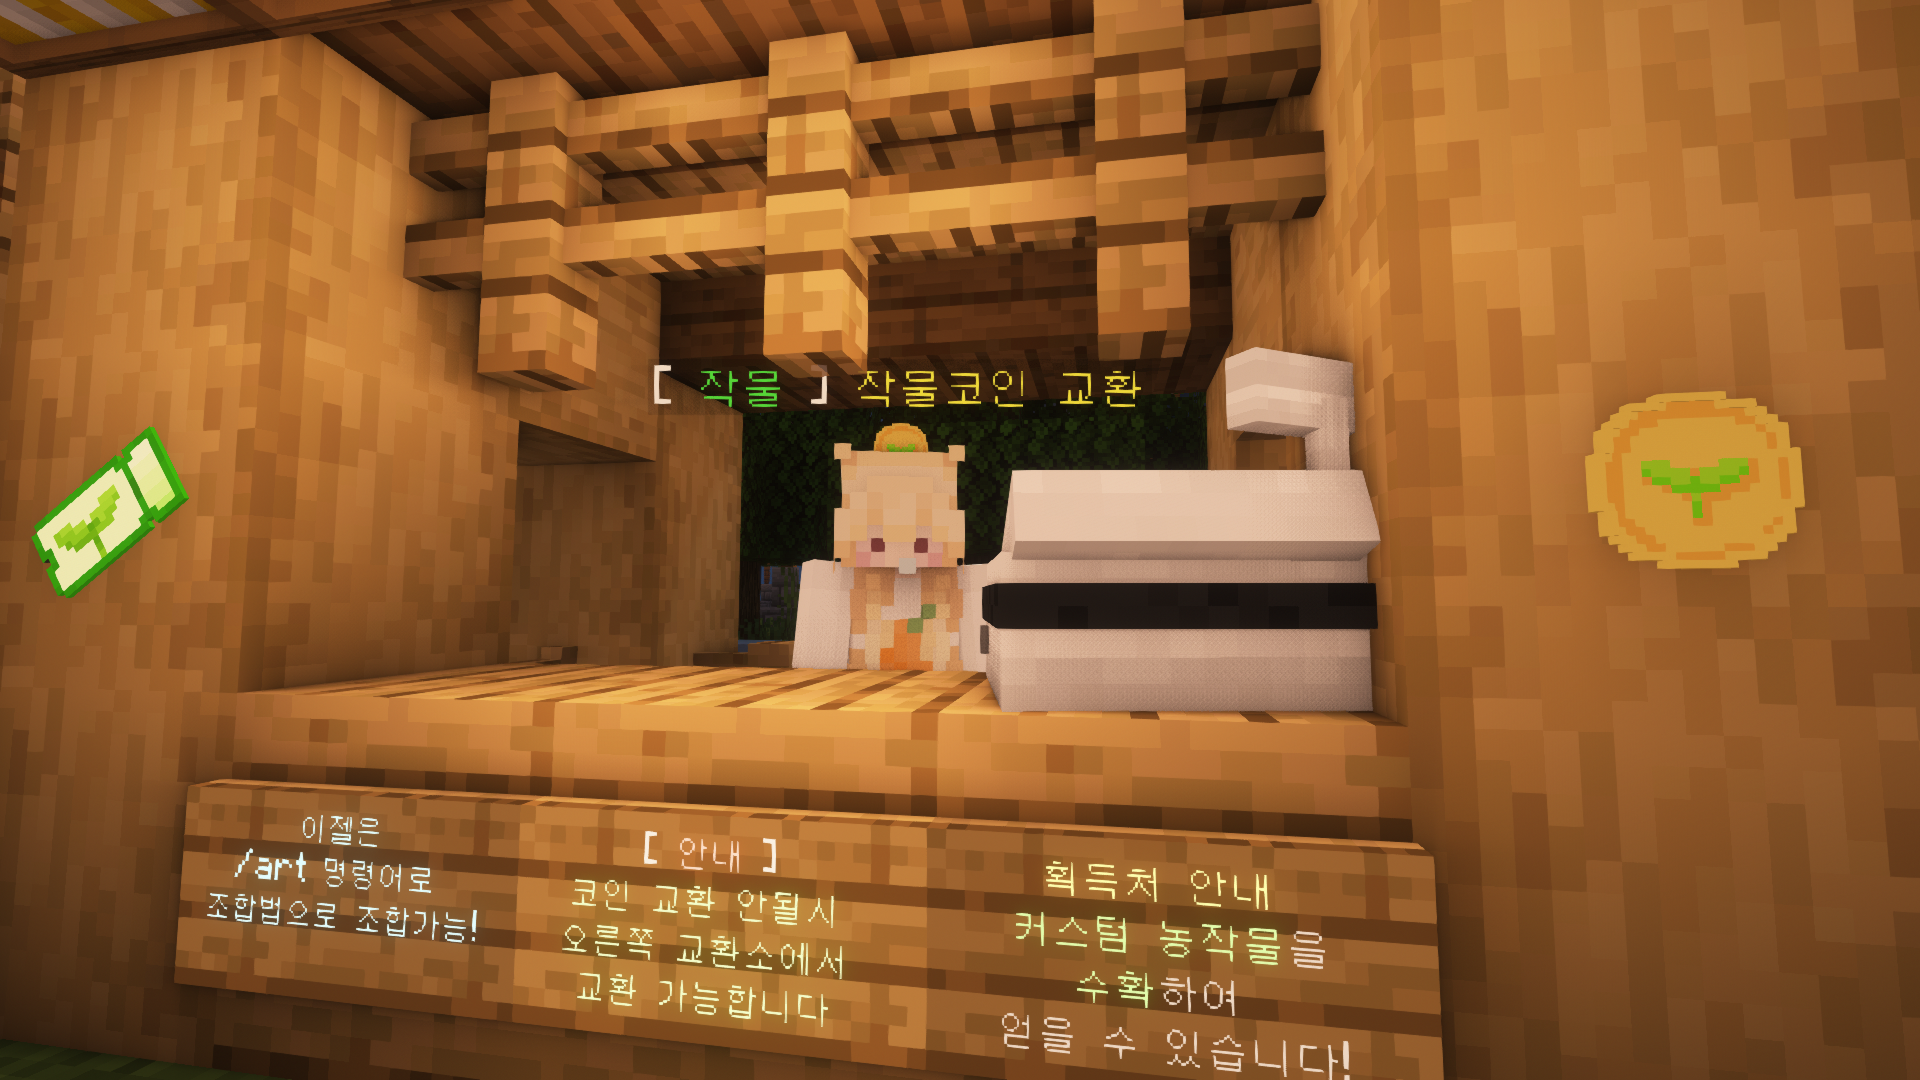 [ 작물 ] 작물코인 교환
이젤은
/art 명령어로
조합법으로 조합가능!
[ 안내 ]
코인 교환 안될시
오른쪽 교환소에서
교환 가능합니다
획득처 안내
커스텀 농작물을
수확하여
얻을 수 있습니다!